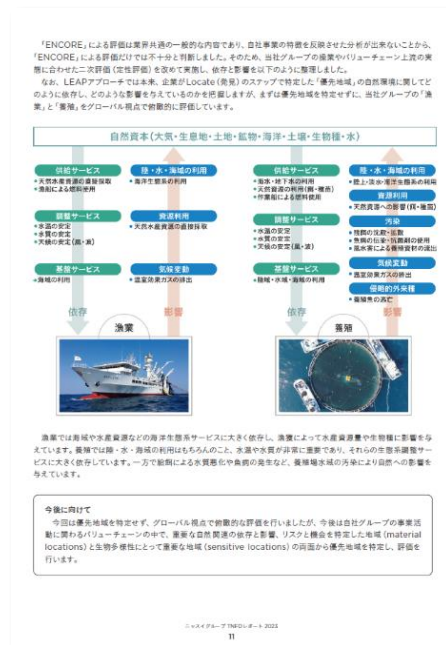 「ENCORE」による評価は業界共通の一般的な内容であり、自社事業の特徴を反映させた分析が出来ないことから、
「ENCORE」による評価だけでは不十分と判断しました。そのため、当社グループの漁業やバリューチェーン上流の実
態に合わせた二次評価（定性評価）を改めて実施し、依存と影響を以下のように整理しました。
なお、LEAPアプローチでは本来、企業がLocate（発見）のステップで特定した「優先地域」の自然環境に関してど
のように依存し、どのような影響を与えているのかを把握しますが、まずは優先地域を特定せずに、当社グループの「漁
業」と「養殖」をグローバル視点で俯瞰的に評価しています。
自然資本（大気・生息地・土地・鉱物・海洋・土壌・生物種・水）
供給サービス
• 天然水産資源の直接採取
• 漁船による燃料使用
調整サービス
• 水温の安定
• 水質の安定
• 天候の安定（風・波）
基盤サービス
• 海域の利用
依存
陸・水・海域の利用
• 海洋生態系の利用
資源利用
• 天然水産資源の直接採取
気候変動
• 温室効果ガスの排出
影響
漁業
供給サービス
• 海水・地下水の利用
• 天然資源の利用（餌・種苗）
• 作業船による燃料使用
調整サービス
• 水温の安定
• 水質の安定
• 天候の安定（風・波）
基盤サービス
• 陸域・水域・海域の利用
依存
陸・水・海域の利用
• 陸上・淡水・海洋生態系の利用
資源利用
• 天然資源への影響（餌・種苗）
汚染
• 残餌の沈殿・拡散
• 魚病の伝染・抗菌剤の使用
• 風水害による養殖資材の流出
気候変動
• 温室効果ガスの排出
侵略的外来種
• 養殖魚の逃亡
影響
養殖
漁業では海域や水産資源などの海洋生態系サービスに大きく依存し、漁獲によって水産資源量や生物種に影響を与
えています。養殖では陸・水・海域の利用はもちろんのこと、水温や水質が非常に重要であり、それらの生態系調整サー
ビスに大きく依存しています。一方で給餌による水質悪化や魚病の発生など、養殖場水域の汚染により自然への影響を
与えています。
今後に向けて
今回は優先地域を特定せず、グローバル視点で俯瞰的な評価を行いましたが、今後は自社グループの事業活
動に関わるバリューチェーンの中で、重要な自然関連の依存と影響、リスクと機会を特定した地域（material
locations）と生物多様性にとって重要な地域（sensitive locations）の両面から優先地域を特定し、評価を
行います。
ニッスイグループ TNFDレポート 2023
11